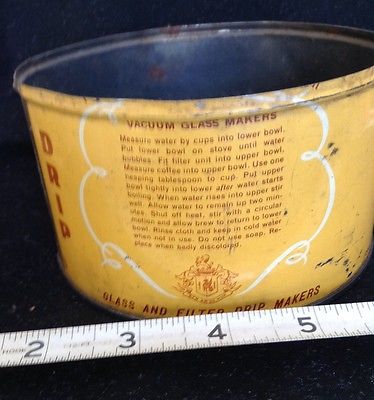 DRIP
VACUUM GLASS MAKERS
Measure water by cups into lower bowl.
Put lower bowl on stove until water
bubbles. Fit filter unit into upper bowl.
Measure coffee into upper bowl. Use one
heaping tablespoon to cup. Put upper
bowl tightly into lower after water starts
boiling. When water rises into upper stir
well. Allow water to remain up two min-
utes. Shut off heat, stir with a circular
motion and allow brew to return to lower
bowl. Rinse cloth and keep in cold water
when not in use. Do not use soap. Re-
place when badly discolored.
GLASS AND FILTER DRIP MAKERS
2 3 4 5